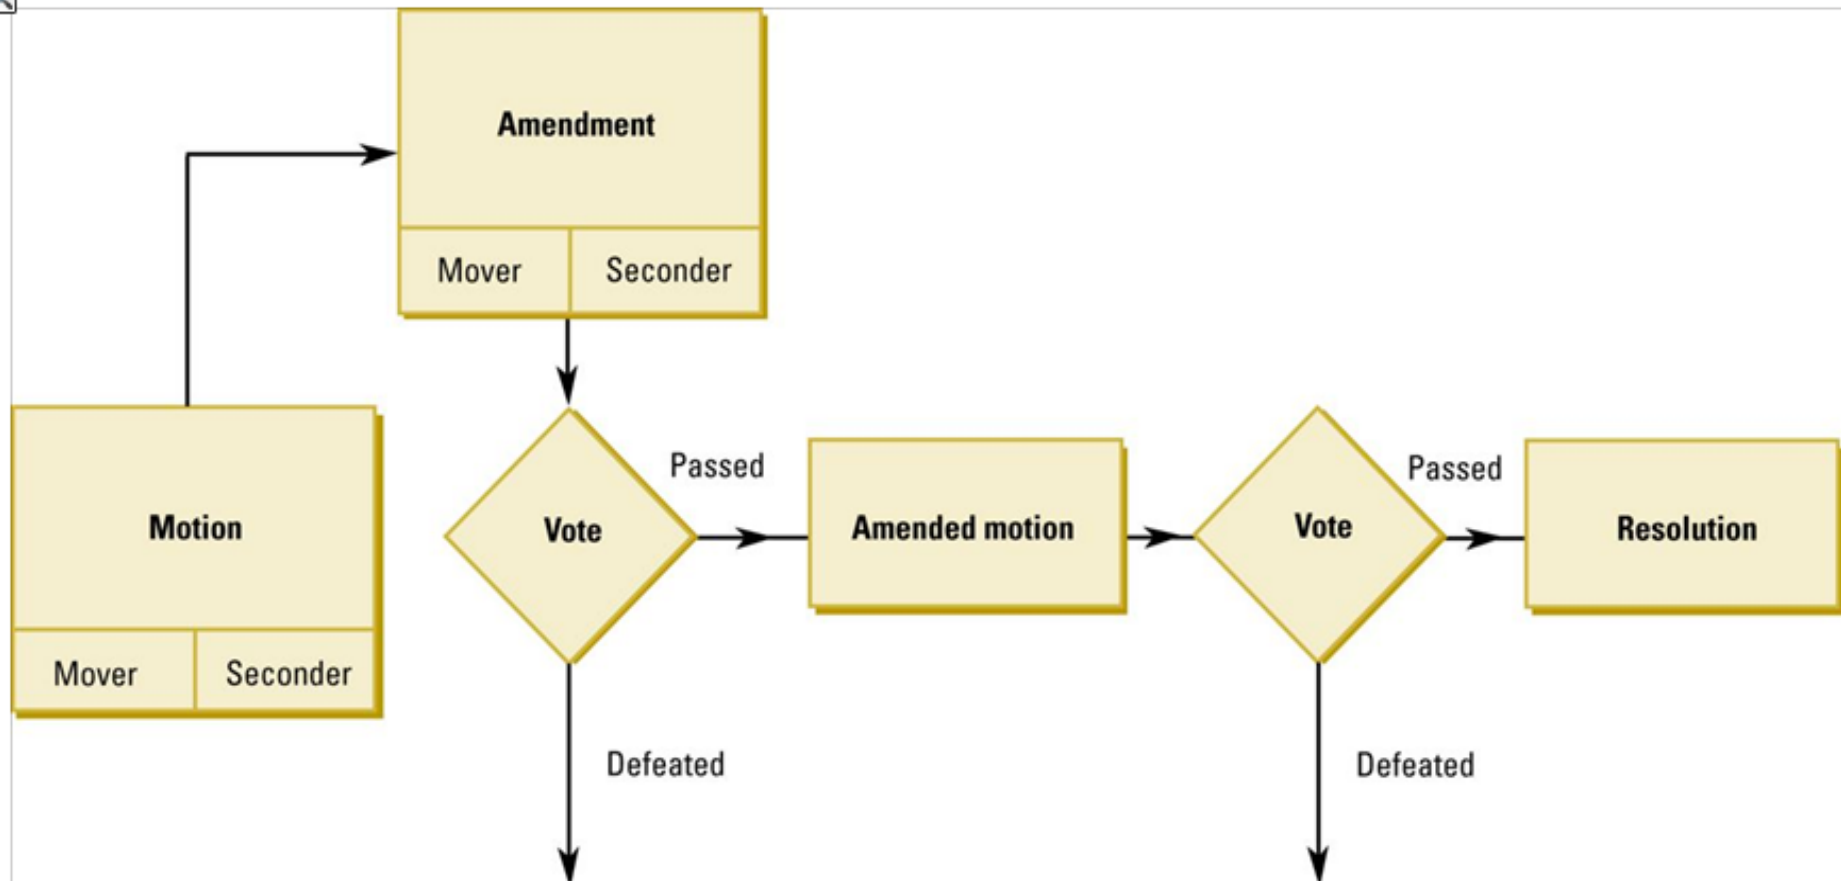 Amendment
Mover
Seconder
Motion
Mover
Seconder
Vote
Passed
Defeated
Amended motion
Vote
Passed
Defeated
Resolution